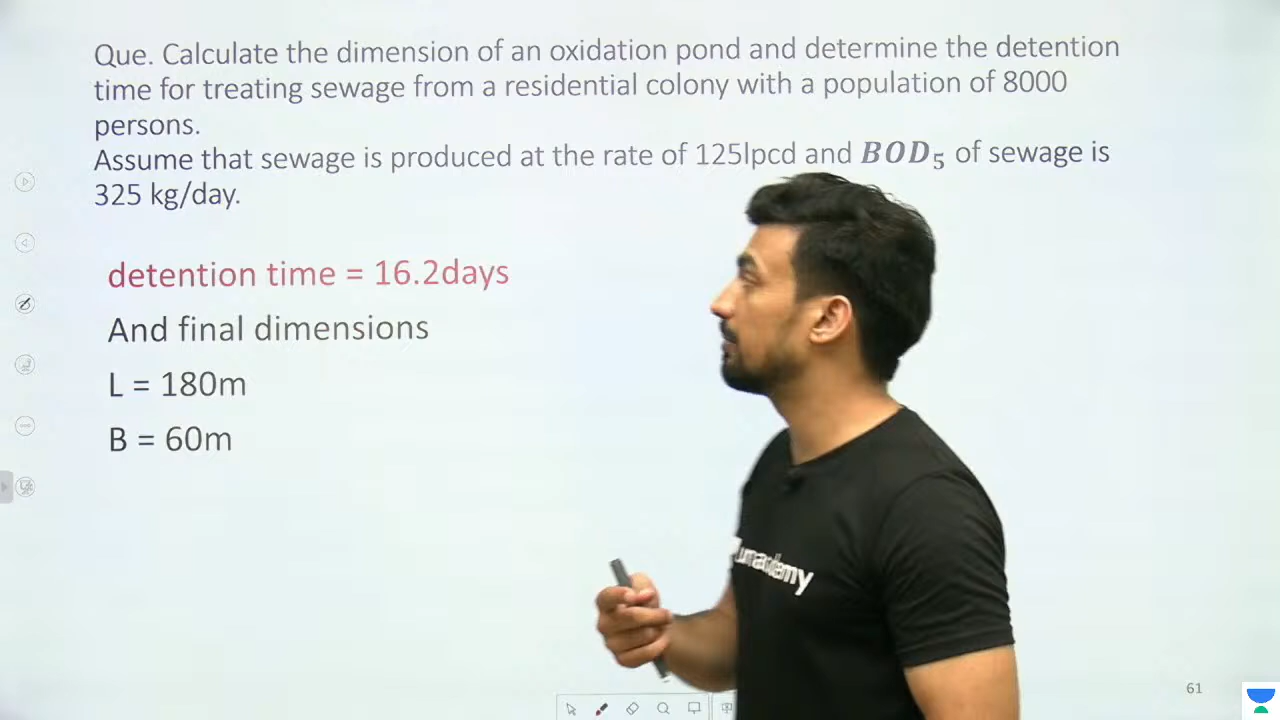 Que. Calculate the dimension of an oxidation pond and determine the detention
time for treating sewage from a residential colony with a population of 8000
persons.
Assume that sewage is produced at the rate of 125lpcd and BOD₅ of sewage is
325 kg/day.
detention time = 16.2days
And final dimensions
L = 180m
B = 60m
61